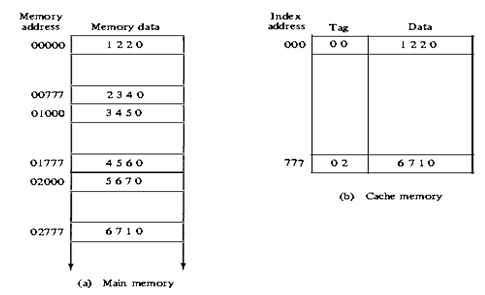 Memory address Memory data
00000 1 2 2 0
00777 2 3 4 0
01000 3 4 5 0
01777 4 5 6 0
02000 5 6 7 0
02777 6 7 1 0
(a) Main memory
Index address Tag Data
000 0 0 1 2 2 0
777 0 2 6 7 1 0
(b) Cache memory